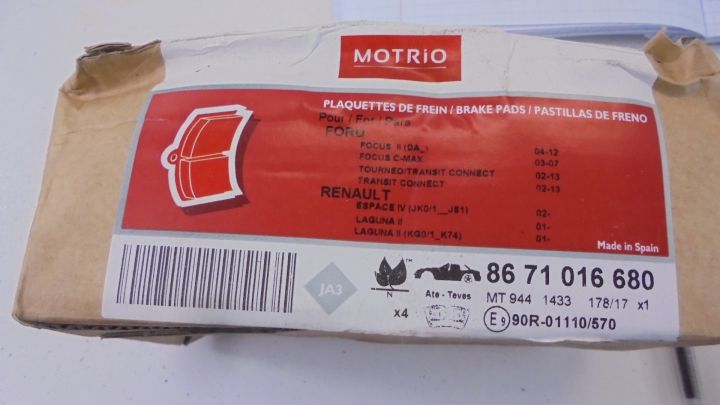 MOTRiO
PLAQUETTES DE FREIN / BRAKE PADS / PASTILLAS DE FRENO
Pour / For / Para
FORD
FOCUS II (DA_) 04-12
FOCUS C-MAX 03-07
TOURNEO/TRANSIT CONNECT 02-13
TRANSIT CONNECT 02-13
RENAULT
ESPACE IV (JK0/1__JS1) 02-
LAGUNA II 01-
LAGUNA II (KG0/1_K74) 01-
Made in Spain
JA3
TM
N
x4
86 71 016 680
Ate - Teves
MT 944 1433 178/17 x1
E9 90R-01110/570